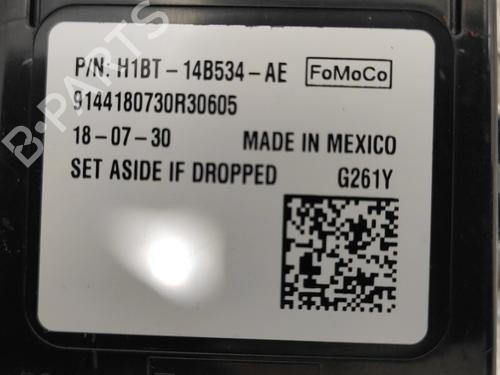 P/N: H1BT-14B534-AE FoMoCo
9144180730R30605
18-07-30 MADE IN MEXICO
SET ASIDE IF DROPPED G261Y
B-PARTS